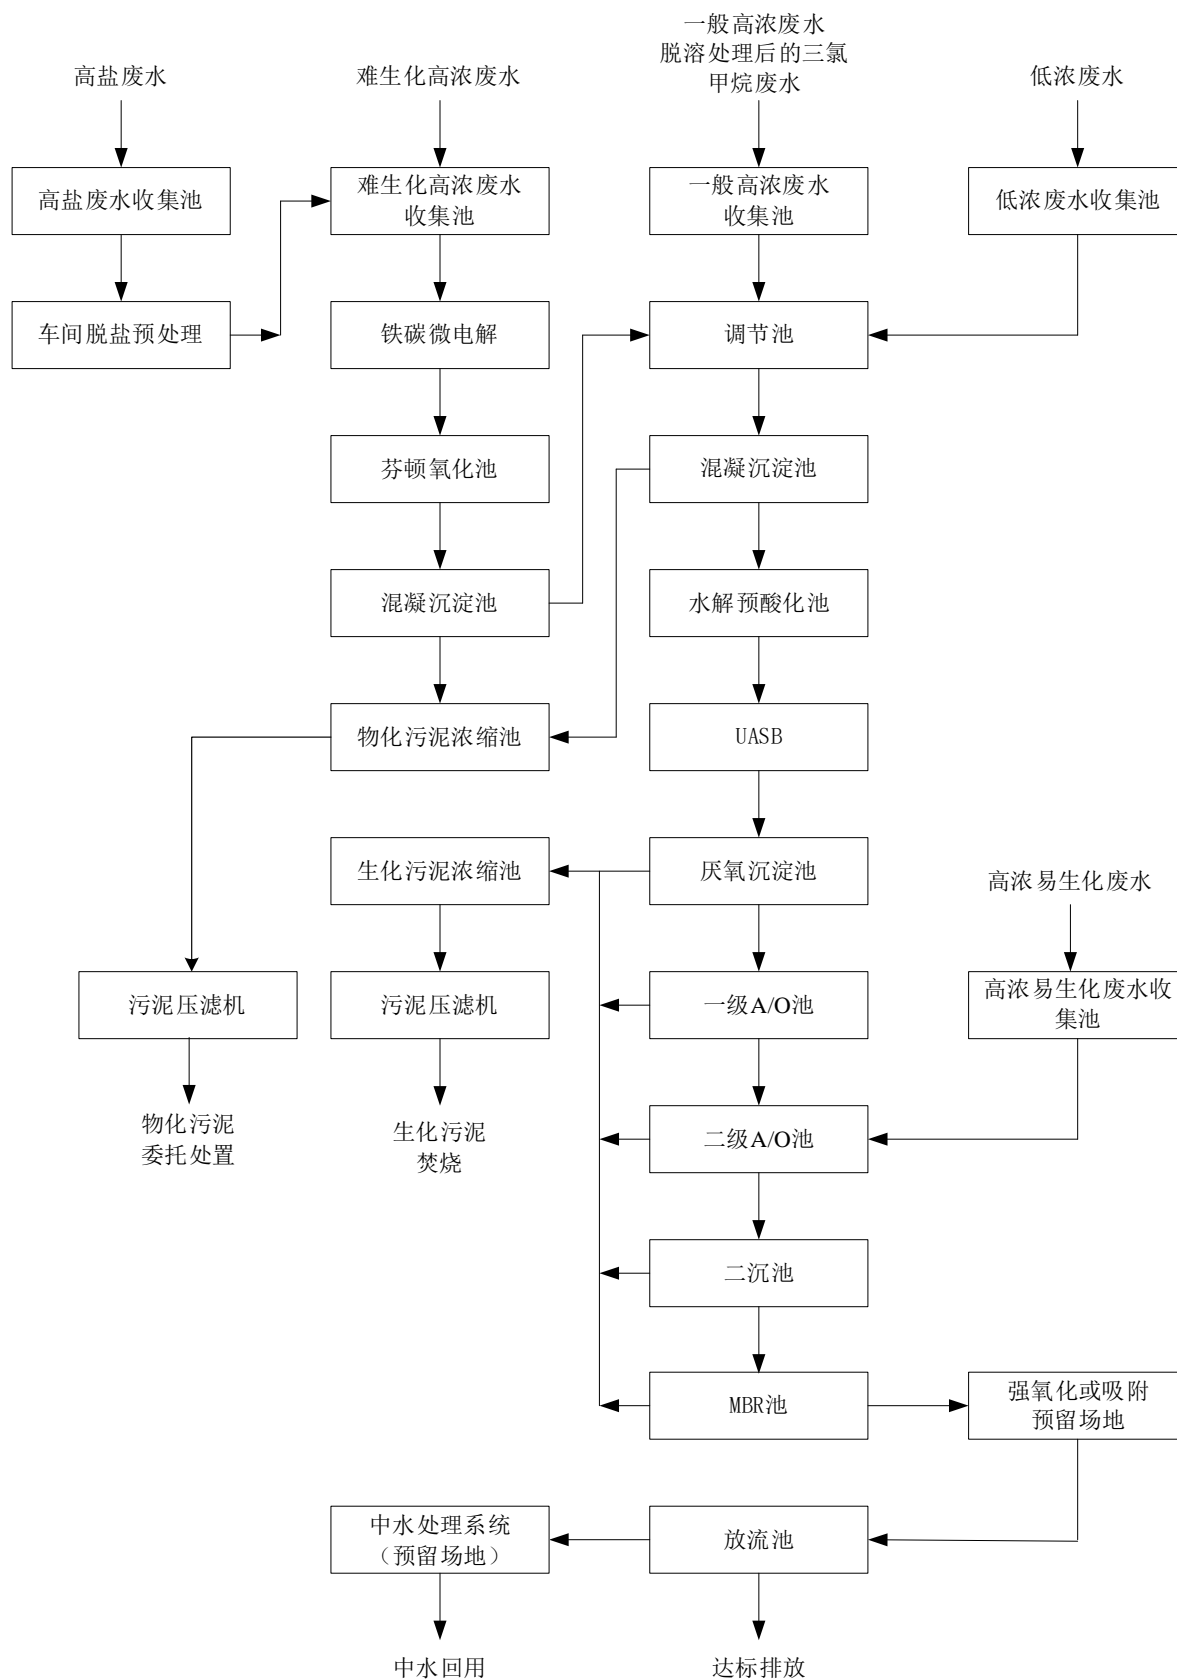 一般高浓废水
脱溶处理后的三氯
甲烷废水
高盐废水
难生化高浓废水
低浓废水
高盐废水收集池
难生化高浓废水
收集池
一般高浓废水
收集池
低浓废水收集池
车间脱盐预处理
铁碳微电解
调节池
芬顿氧化池
混凝沉淀池
混凝沉淀池
水解预酸化池
物化污泥浓缩池
UASB
生化污泥浓缩池
厌氧沉淀池
高浓易生化废水
污泥压滤机
污泥压滤机
一级A/O池
高浓易生化废水收
集池
物化污泥
委托处置
生化污泥
焚烧
二级A/O池
二沉池
MBR池
强氧化或吸附
预留场地
中水处理系统
（预留场地）
放流池
中水回用
达标排放